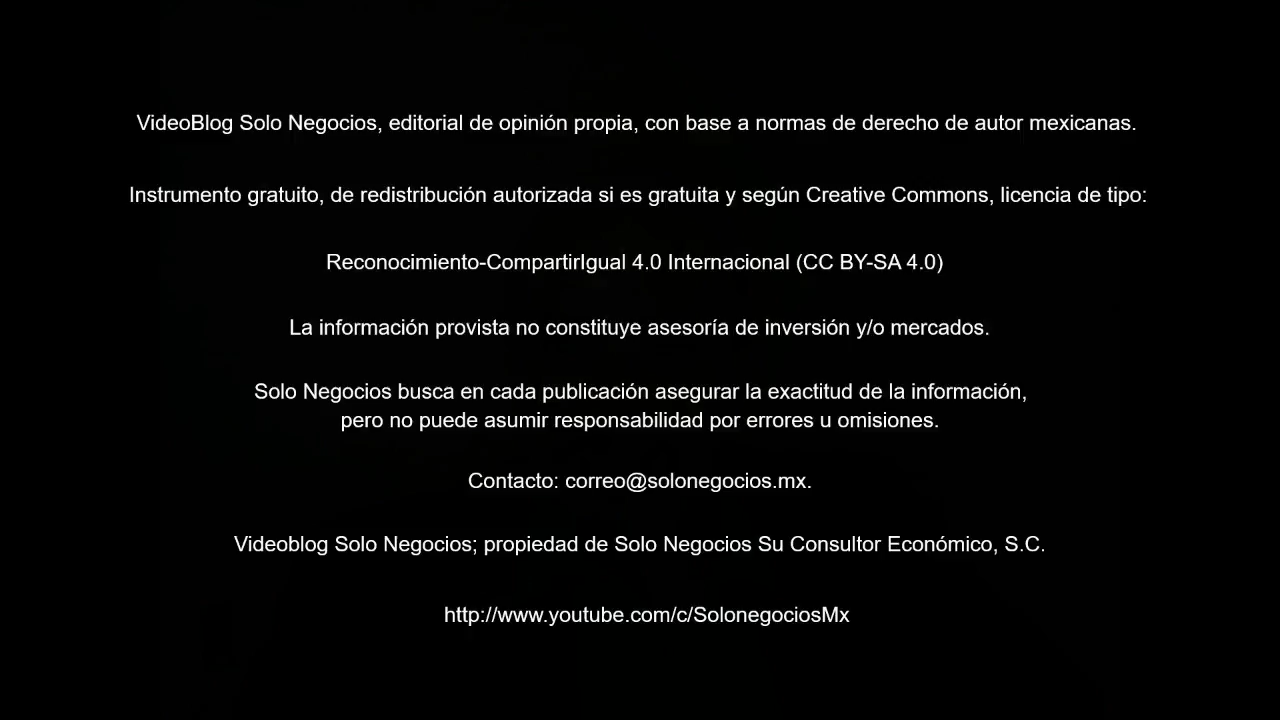 VideoBlog Solo Negocios, editorial de opinión propia, con base a normas de derecho de autor mexicanas.
Instrumento gratuito, de redistribución autorizada si es gratuita y según Creative Commons, licencia de tipo:
Reconocimiento-CompartirIgual 4.0 Internacional (CC BY-SA 4.0)
La información provista no constituye asesoría de inversión y/o mercados.
Solo Negocios busca en cada publicación asegurar la exactitud de la información,
pero no puede asumir responsabilidad por errores u omisiones.
Contacto: correo@solonegocios.mx.
Videoblog Solo Negocios; propiedad de Solo Negocios Su Consultor Económico, S.C.
http://www.youtube.com/c/SolonegociosMx